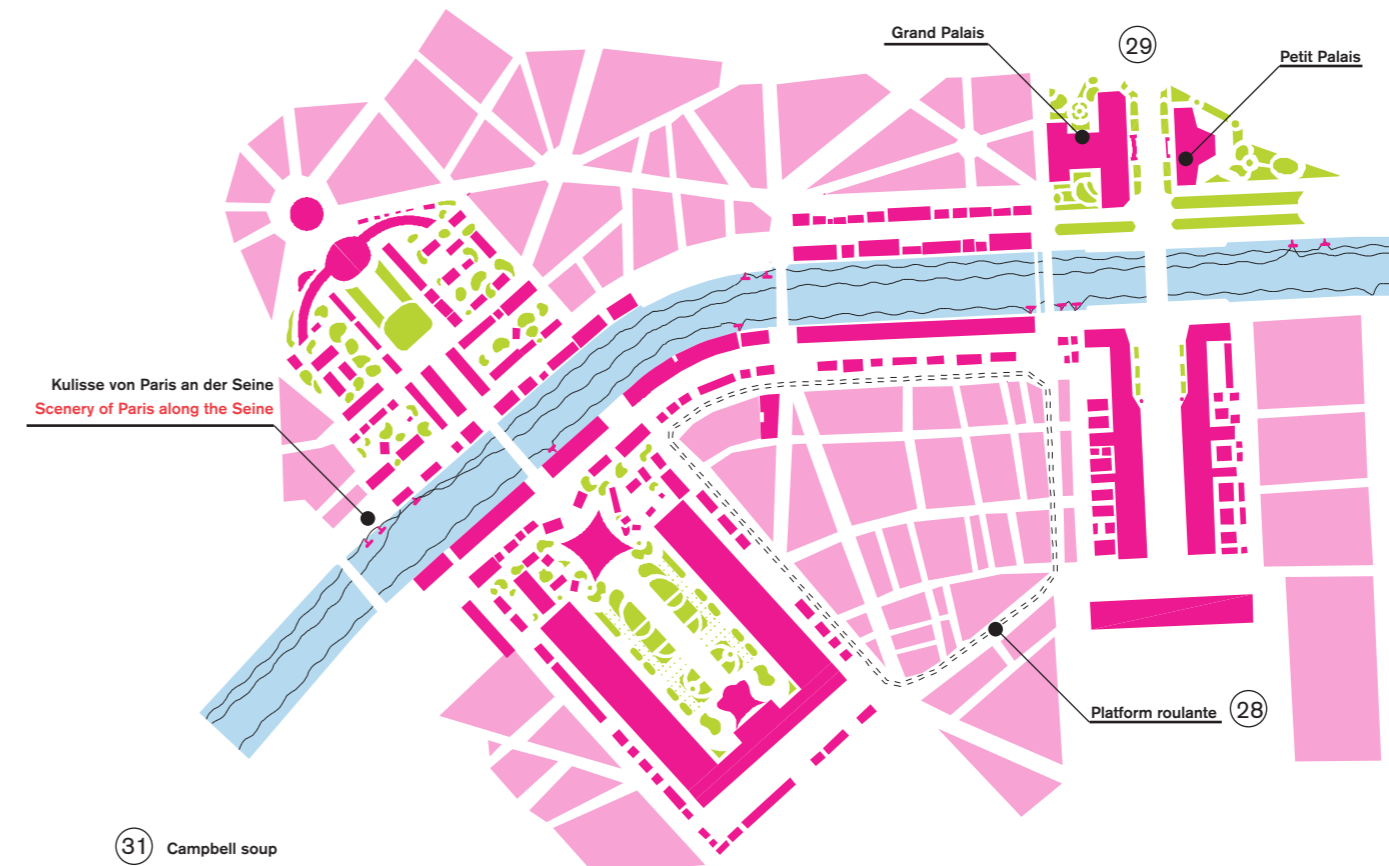 Grand Palais
29
Petit Palais
Kulisse von Paris an der Seine
Scenery of Paris along the Seine
Platform roulante 28
31 Campbell soup